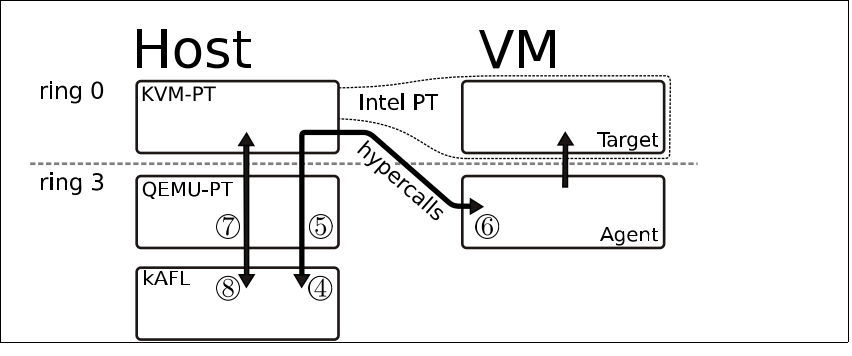 Host
VM
ring 0
KVM-PT
Intel PT
Target
ring 3
hypercalls
QEMU-PT
⑦
⑤
⑥
Agent
kAFL
⑧
④